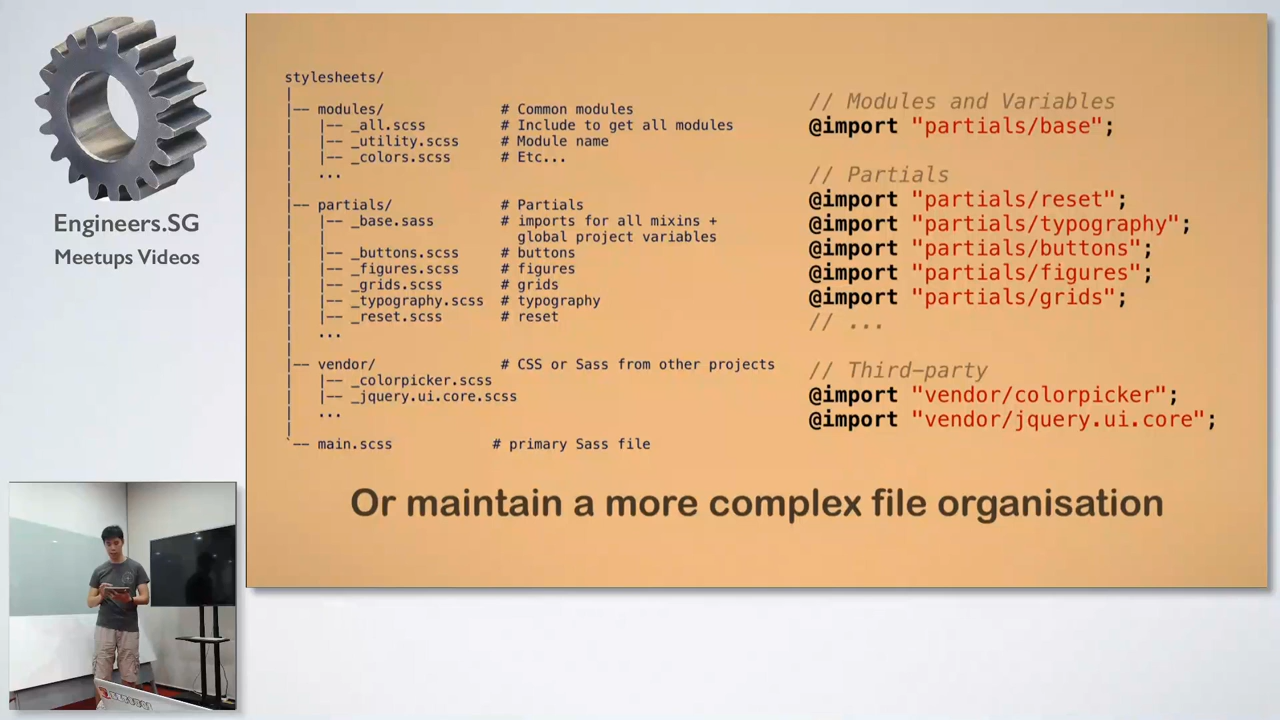 Engineers.SG
Meetups Videos
stylesheets/
|
|-- modules/ # Common modules
| |-- _all.scss # Include to get all modules
| |-- _utility.scss # Module name
| |-- _colors.scss # Etc...
| ...
|
|-- partials/ # Partials
| |-- _base.sass # imports for all mixins +
| | global project variables
| |-- _buttons.scss # buttons
| |-- _figures.scss # figures
| |-- _grids.scss # grids
| |-- _typography.scss # typography
| |-- _reset.scss # reset
| ...
|
|-- vendor/ # CSS or Sass from other projects
| |-- _colorpicker.scss
| |-- _jquery.ui.core.scss
| ...
|
`-- main.scss # primary Sass file
// Modules and Variables
@import "partials/base";
// Partials
@import "partials/reset";
@import "partials/typography";
@import "partials/buttons";
@import "partials/figures";
@import "partials/grids";
// ...
// Third-party
@import "vendor/colorpicker";
@import "vendor/jquery.ui.core";
Or maintain a more complex file organisation